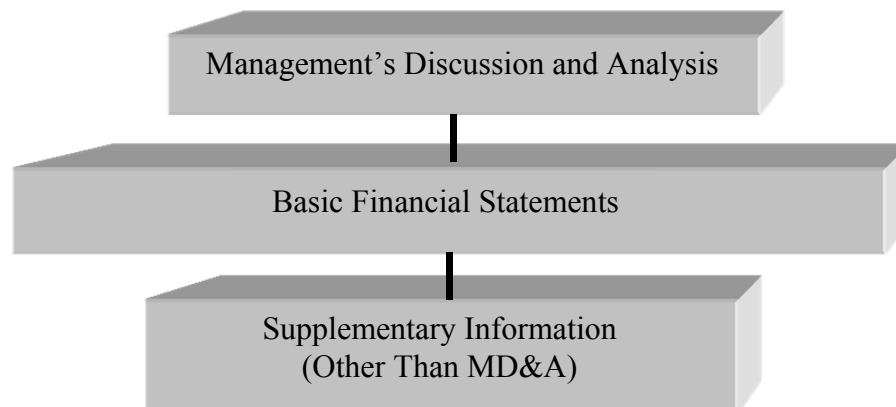 Management’s Discussion and Analysis
Basic Financial Statements
Supplementary Information
(Other Than MD&A)